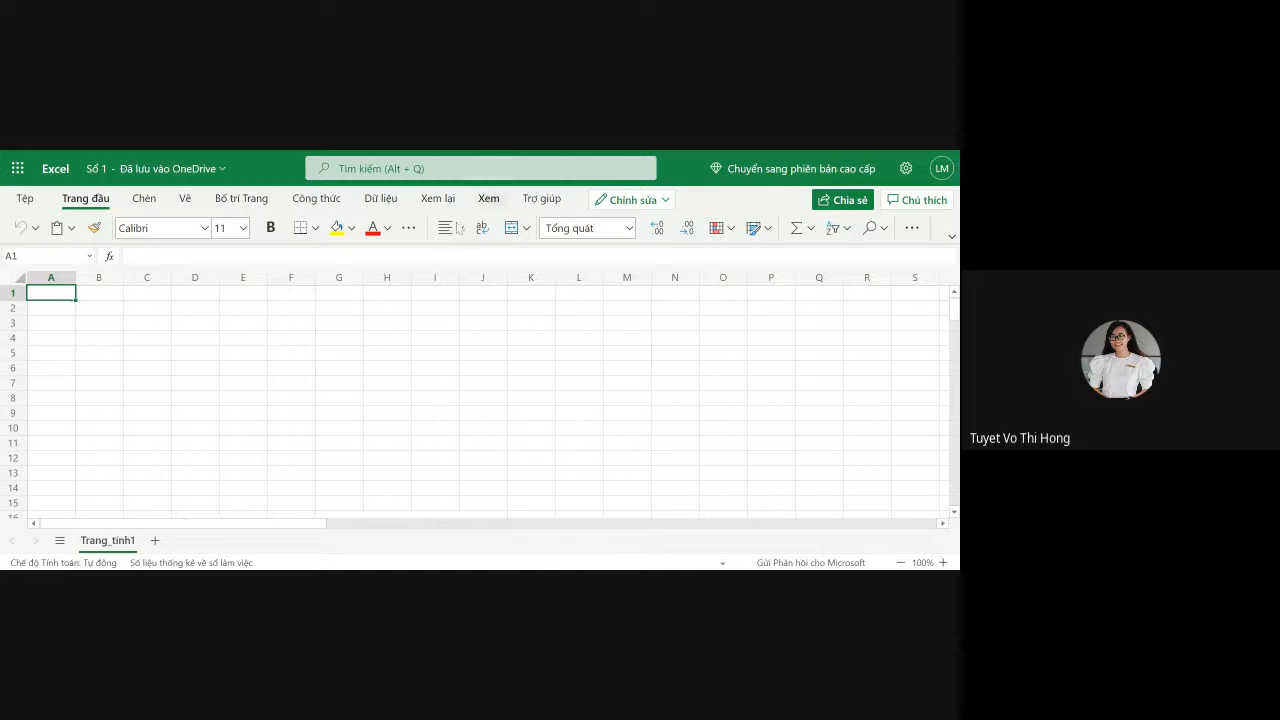 Excel Sổ 1 - Đã lưu vào OneDrive Tìm kiếm (Alt + Q) Chuyển sang phiên bản cao cấp LM
Tệp Trang đầu Chèn Vẽ Bố trí Trang Công thức Dữ liệu Xem lại Xem Trợ giúp Chỉnh sửa Chia sẻ Chú thích
Calibri 11 B A ab Tổng quát
A1 fx
A B C D E F G H I J K L M N O P Q R S
1
2
3
4
5
6
7
8
9
10
11
12
13
14
15
16
Trang_tính1
Chế độ Tính toán: Tự động Số liệu thống kê về sổ làm việc Gửi Phản hồi cho Microsoft 100%
Tuyet Vo Thi Hong